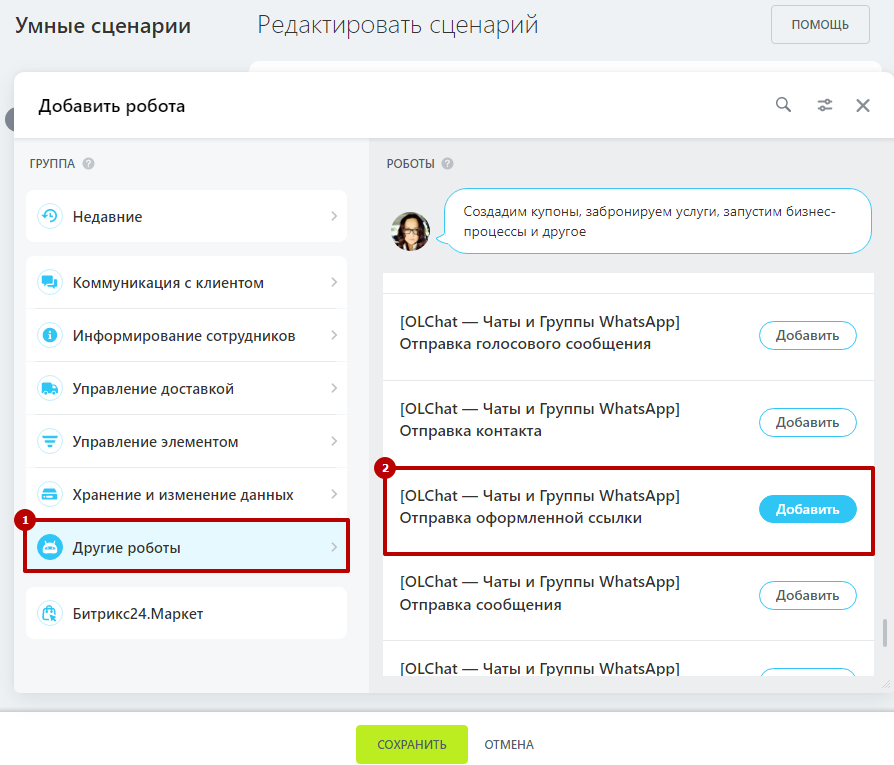 Умные сценарии
Редактировать сценарий
ПОМОЩЬ
Добавить робота
ГРУППА ?
Недавние
Коммуникация с клиентом
Информирование сотрудников
Управление доставкой
Управление элементом
Хранение и изменение данных
1
Другие роботы
Битрикс24.Маркет
РОБОТЫ ?
Создадим купоны, забронируем услуги, запустим бизнес-
процессы и другое
[OLChat — Чаты и Группы WhatsApp]
Отправка голосового сообщения
Добавить
[OLChat — Чаты и Группы WhatsApp]
Отправка контакта
Добавить
2
[OLChat — Чаты и Группы WhatsApp]
Отправка оформленной ссылки
Добавить
[OLChat — Чаты и Группы WhatsApp]
Отправка сообщения
Добавить
[OLChat — Чаты и Группы WhatsApp]
СОХРАНИТЬ
ОТМЕНА